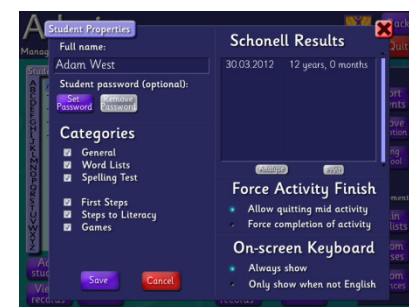 Student Properties
Full name:
Adam West
Student password (optional):
Set Password
Remove Password
Categories
General
Word Lists
Spelling Test
First Steps
Steps to Literacy
Games
Save
Cancel
Schonell Results
30.03.2012 12 years, 0 months
Analyse
Force Activity Finish
Allow quitting mid activity
Force completion of activity
On-screen Keyboard
Always show
Only show when not English